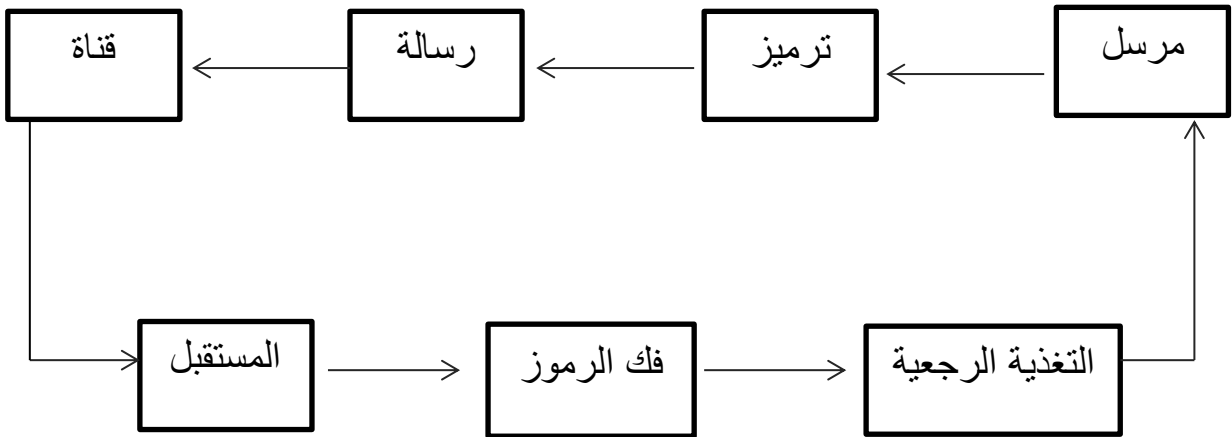 مرسل
ترميز
رسالة
قناة
المستقبل
فك الرموز
التغذية الرجعية